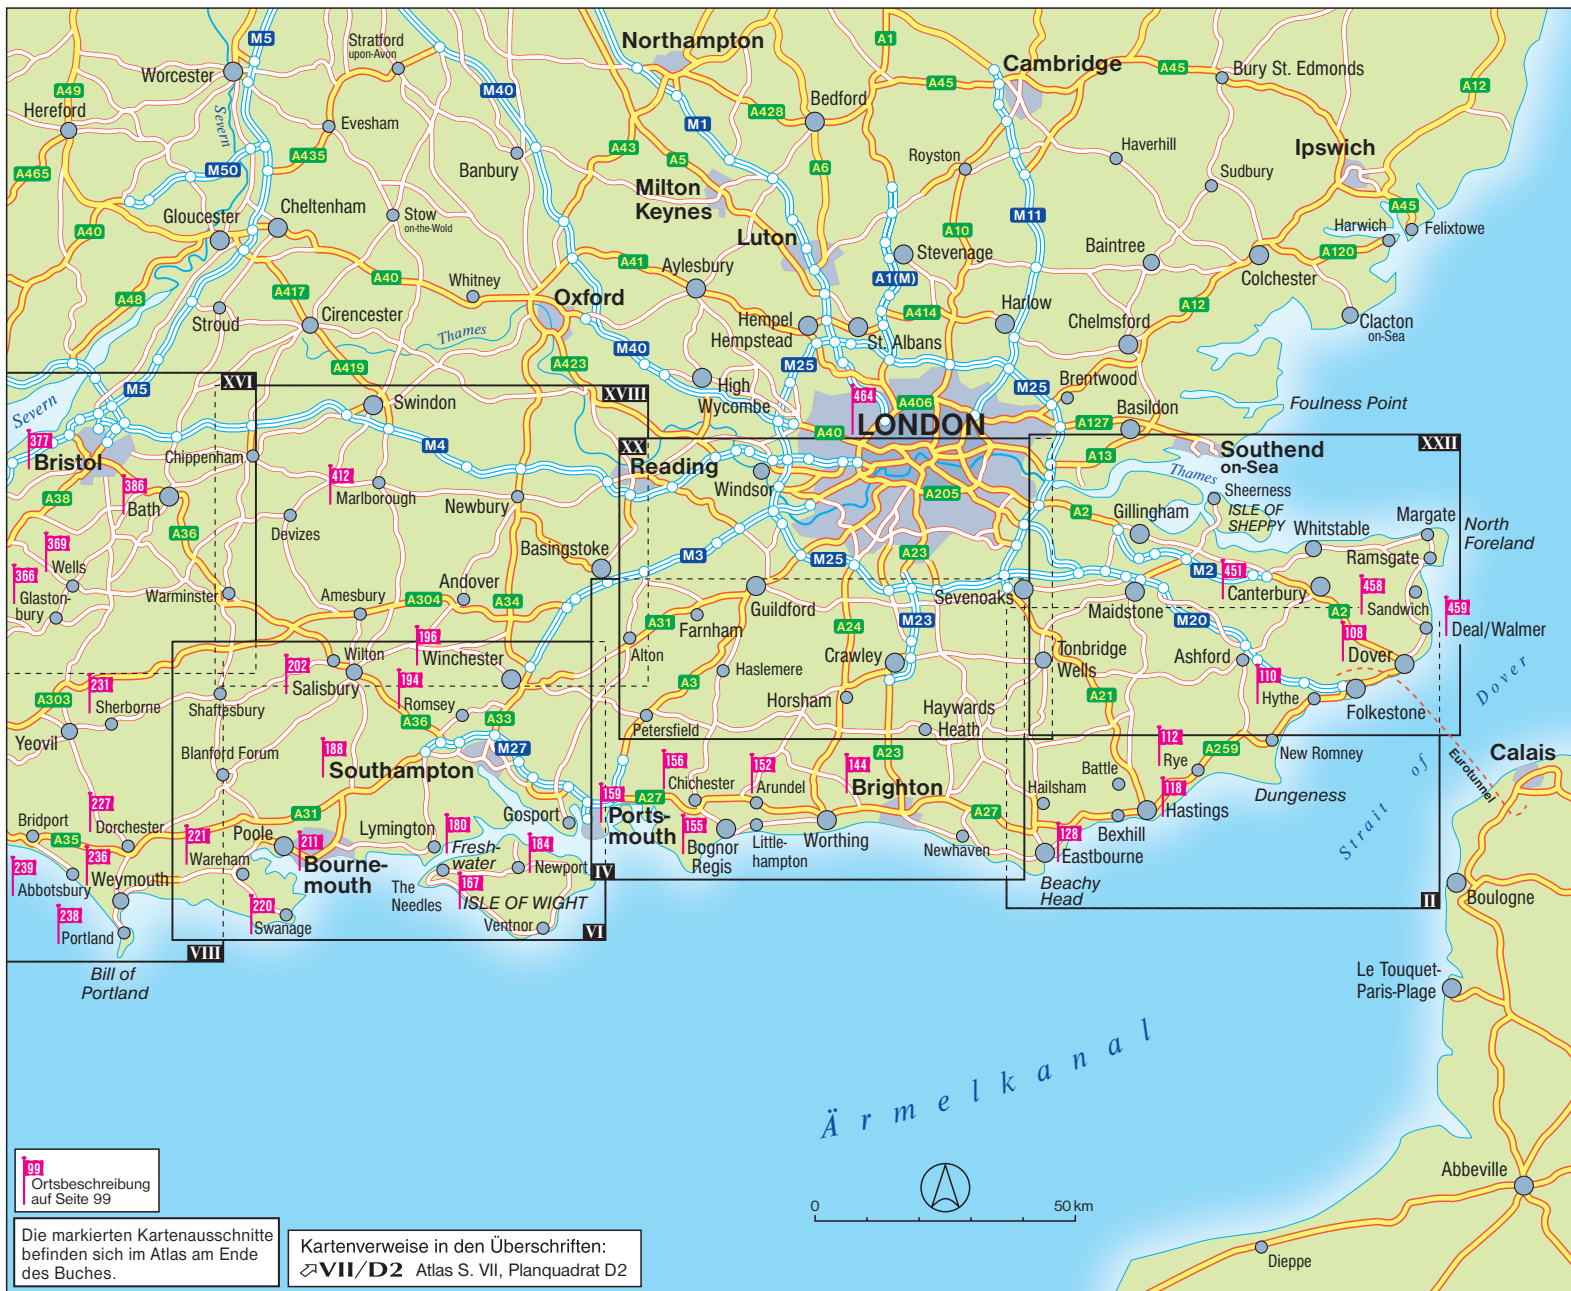 M5
Stratford
upon-Avon
Northampton
A1
Cambridge
A45
Bury St. Edmonds
Worcester
A49
Hereford
Severn
M40
A428
Bedford
A45
A12
M1
Evesham
A435
A43
A5
A6
Royston
Haverhill
Ipswich
A465
M50
Banbury
Milton
Keynes
Sudbury
Gloucester
Cheltenham
Stow
on-the-Wold
M11
A45
A40
Luton
A10
Harwich
Felixtowe
Stevenage
Baintree
A120
Colchester
A48
A417
A40
Whitney
A41
Aylesbury
A1(M)
Oxford
Harlow
A12
Stroud
Cirencester
Thames
Hempel
Hempstead
A414
St. Albans
Chelmsford
Clacton
on-Sea
A419
A423
M40
M25
M25
Brentwood
XVI
M5
XVIII
High
Wycombe
464
A406
Severn
Swindon
LONDON
A127
Basildon
Foulness Point
377
Bristol
M4
XX
A40
A13
Southend
on-Sea
XXII
Chippenham
Reading
Windsor
Thames
A38
386
Bath
412
Marlborough
Newbury
A205
A2
Gillingham
Sheerness
ISLE OF
SHEPPY
Whitstable
Margate
North
Foreland
A36
Devizes
Basingstoke
M3
M25
A23
Ramsgate
369
Wells
366
Glaston-
bury
Warminster
Amesbury
A304
Andover
A34
Guildford
Sevenoaks
Maidstone
M2
451
Canterbury
458
Sandwich
459
Deal/Walmer
A31
Farnham
A24
M23
M20
A2
108
Dover
196
Winchester
Alton
Crawley
Tonbridge
Wells
Ashford
202
Salisbury
Wilton
Haslemere
110
Hythe
Folkestone
A303
231
Sherborne
194
Romsey
A3
Horsham
A21
Yeovil
Shaftesbury
A36
A33
Petersfield
Haywards
Heath
112
Rye
A259
New Romney
Blanford Forum
188
Southampton
M27
156
Chichester
152
Arundel
144
Brighton
A23
Battle
118
Hastings
Dungeness
Strait of Dover
Eurotunnel
Calais
Hailsham
Bridport
A35
227
Dorchester
A31
Gosport
159
Ports-
mouth
A27
A27
Bexhill
221
Wareham
Poole
211
Bourne-
mouth
Lymington
180
Fresh-
water
184
Newport
155
Bognor
Regis
Little-
hampton
Worthing
Newhaven
128
Eastbourne
239
Abbotsbury
236
Weymouth
The
Needles
167
ISLE OF WIGHT
IV
Beachy
Head
Boulogne
238
Portland
220
Swanage
Ventnor
VI
II
VIII
Bill of
Portland
Le Touquet-
Paris-Plage
Ärmelkanal
99
Ortsbeschreibung
auf Seite 99
Abbeville
0
50 km
Die markierten Kartenausschnitte
befinden sich im Atlas am Ende
des Buches.
Kartenverweise in den Überschriften:
VII/D2 Atlas S. VII, Planquadrat D2
Dieppe